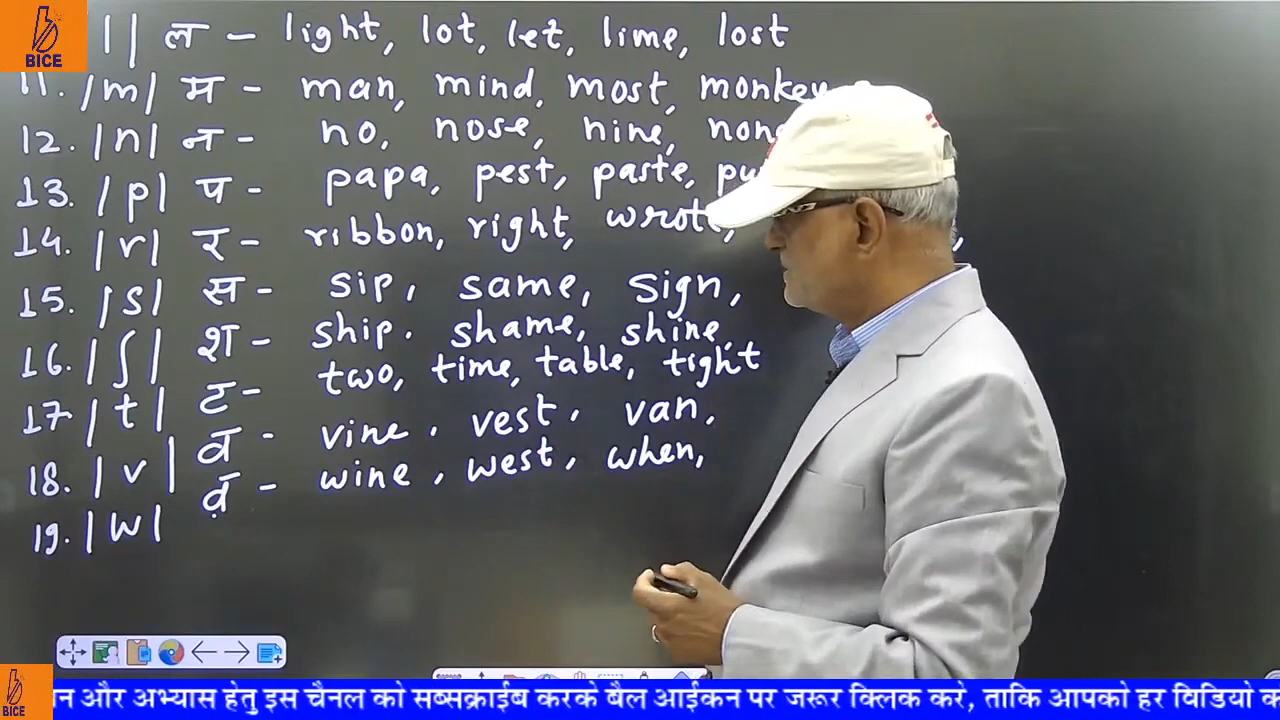 BICE
l| ल - light, lot, let, lime, lost
11. |m| म - man, mind, most, monkey
12. |n| न - no, nose, nine,
13. |p| प - papa, pest, paste,
14. |r| र - ribbon, right, wrote,
15. |s| स - sip, same, sign,
16. |ʃ| श - ship. shame, shine,
17 |t| ट - two, time, table, tight
18. |v| व - vine, vest, van,
19. |w| व़ - wine, west, when,
BICE
और अभ्यास हेतु इस चैनल को सब्सक्राईब करके बैल आईकन पर जरूर क्लिक करे, ताकि आपको हर विडियो